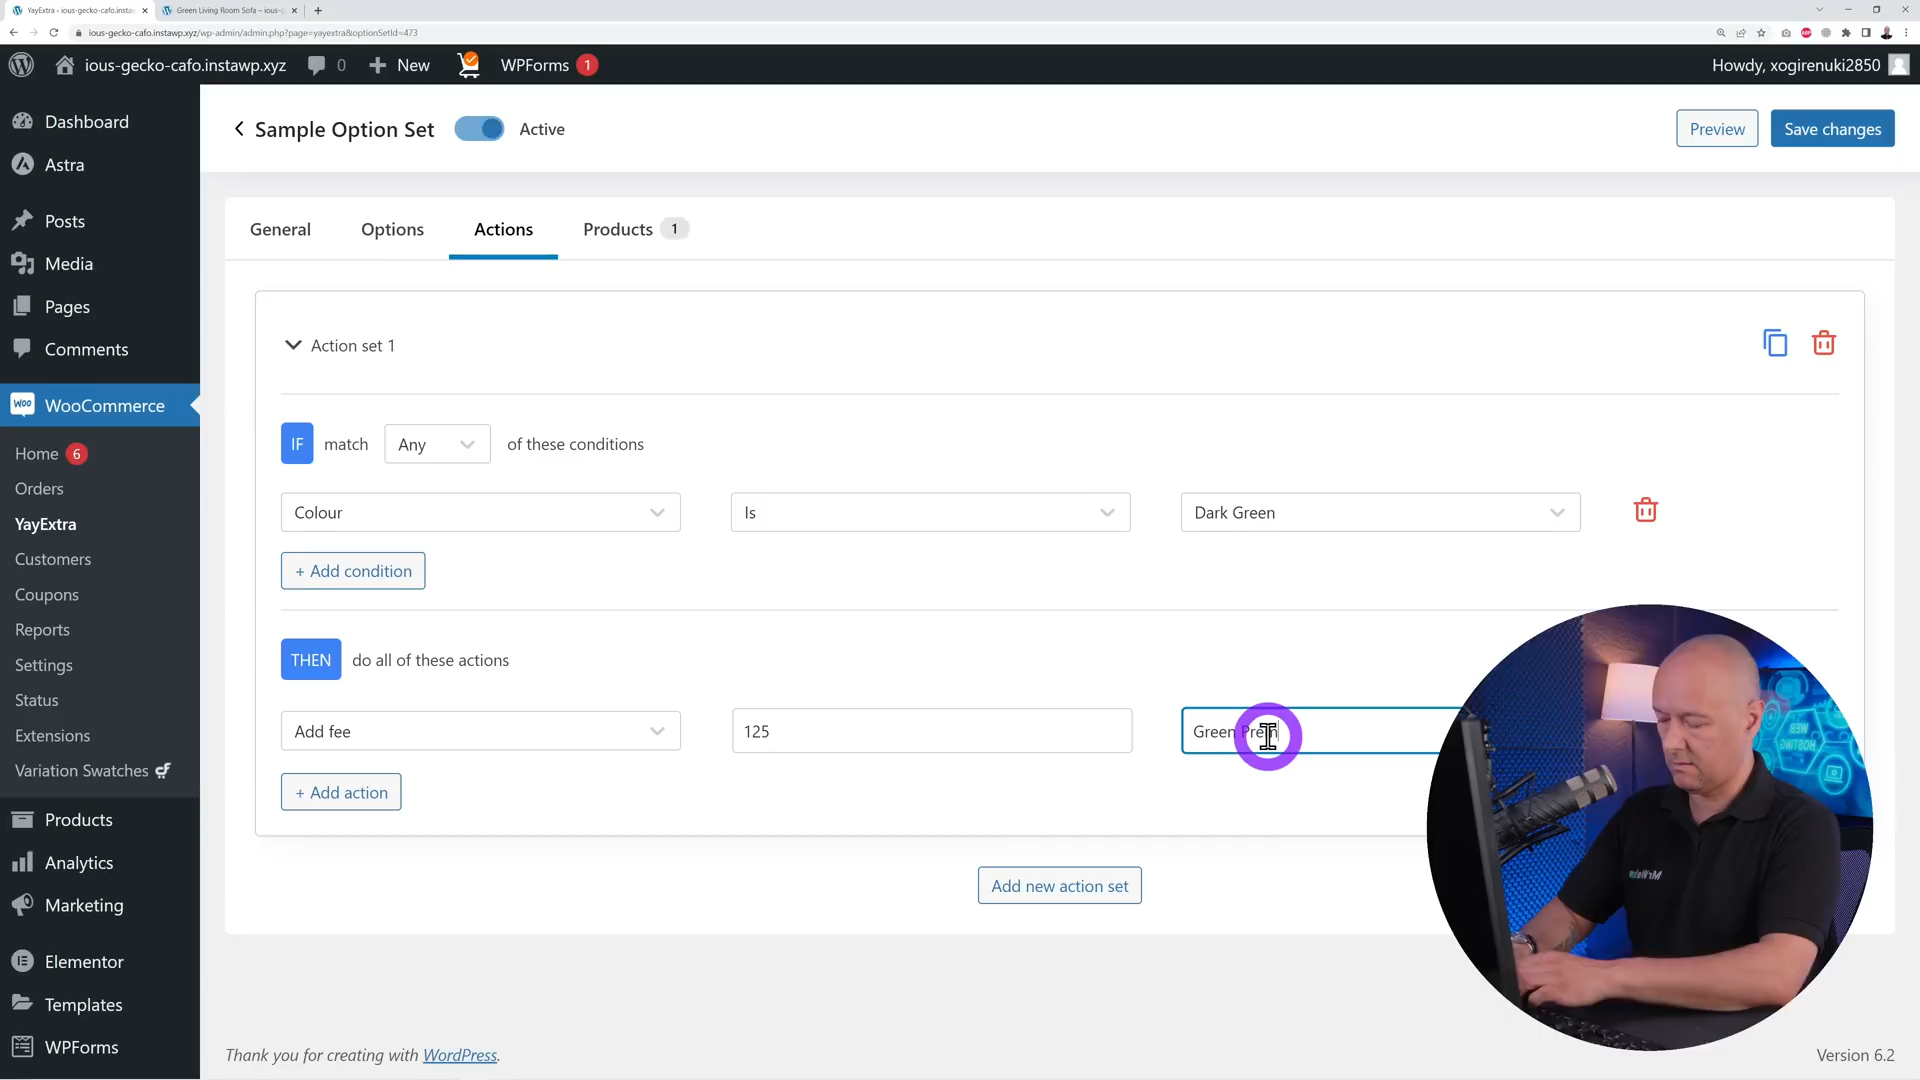 YayExtra ‹ ious-gecko-cafo.instawp.xyz
Green Living Room Sofa – ious-g
ious-gecko-cafo.instawp.xyz/wp-admin/admin.php?page=yayextra&optionSetId=473
ious-gecko-cafo.instawp.xyz
0
New
WPForms 1
Howdy, xogirenuki2850
Dashboard
Astra
Posts
Media
Pages
Comments
WooCommerce
Home 6
Orders
YayExtra
Customers
Coupons
Reports
Settings
Status
Extensions
Variation Swatches
Products
Analytics
Marketing
Elementor
Templates
WPForms
Sample Option Set
Active
Preview
Save changes
General
Options
Actions
Products 1
Action set 1
IF match Any of these conditions
Colour
Is
Dark Green
+ Add condition
THEN do all of these actions
Add fee
125
Green Prem
+ Add action
Add new action set
WEB
HOSTING
MrWeb
Thank you for creating with WordPress.
Version 6.2